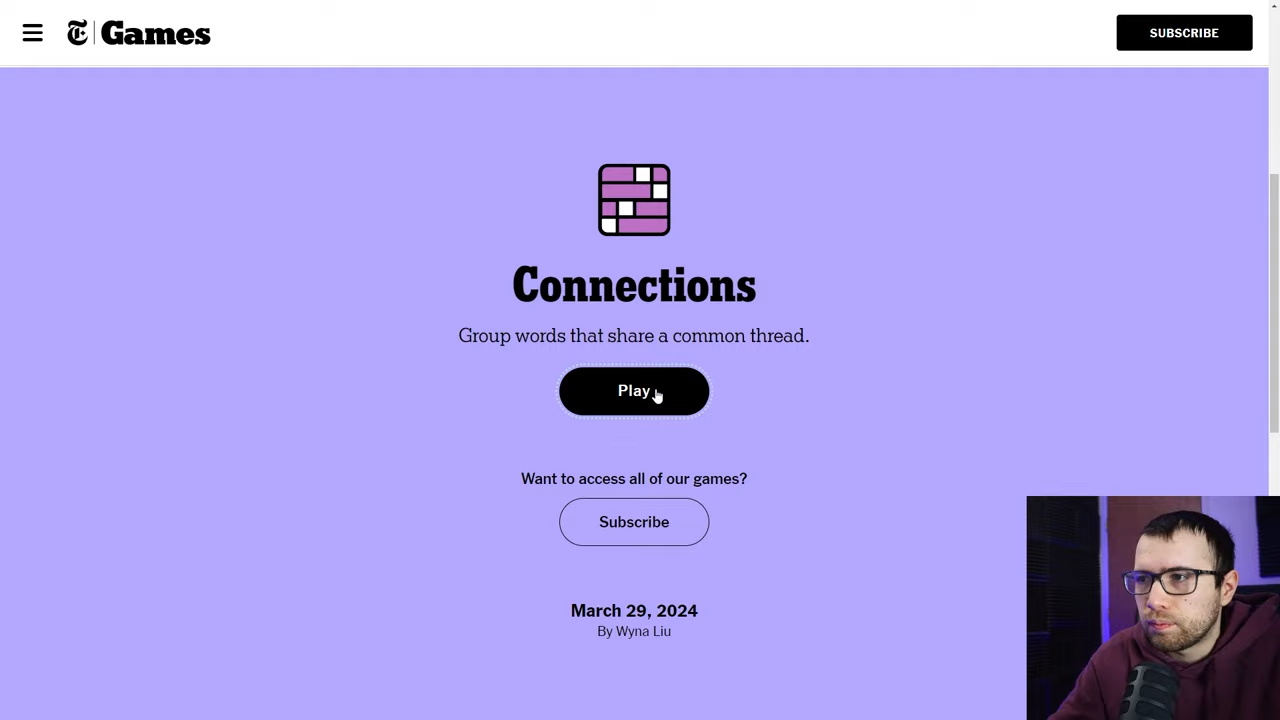 T Games
SUBSCRIBE
Connections
Group words that share a common thread.
Play
Want to access all of our games?
Subscribe
March 29, 2024
By Wyna Liu